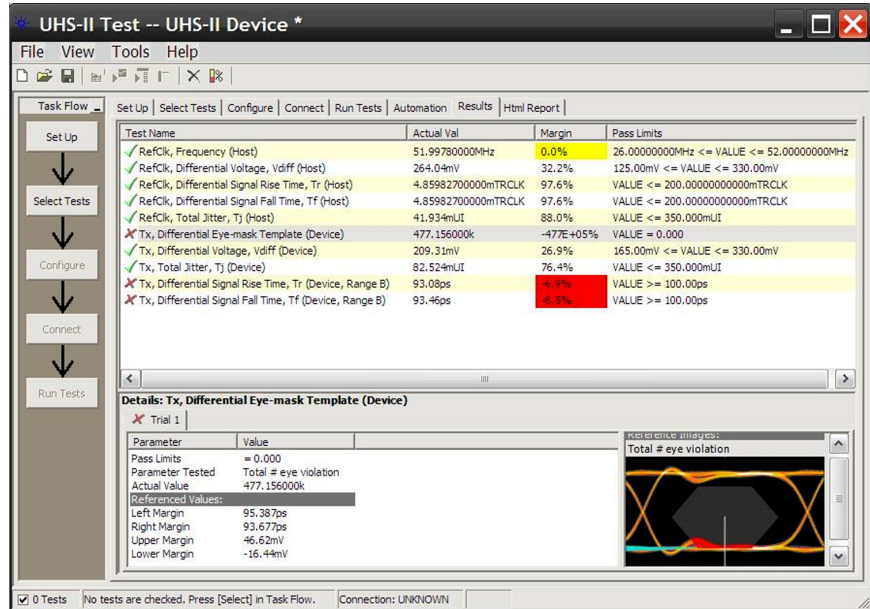 UHS-II Test -- UHS-II Device *
File View Tools Help
Task Flow
Set Up
Select Tests
Configure
Connect
Run Tests
Set Up Select Tests Configure Connect Run Tests Automation Results Html Report
Test Name Actual Val Margin Pass Limits
RefClk, Frequency (Host) 51.99780000MHz 0.0% 26.00000000MHz <= VALUE <= 52.00000000MHz
RefClk, Differential Voltage, Vdiff (Host) 264.04mV 32.2% 125.00mV <= VALUE <= 330.00mV
RefClk, Differential Signal Rise Time, Tr (Host) 4.85982700000mTRCLK 97.6% VALUE <= 200.00000000000mTRCLK
RefClk, Differential Signal Fall Time, Tf (Host) 4.85982700000mTRCLK 97.6% VALUE <= 200.00000000000mTRCLK
RefClk, Total Jitter, Tj (Host) 41.934mUI 88.0% VALUE <= 350.000mUI
Tx, Differential Eye-mask Template (Device) 477.156000k -477E+05% VALUE = 0.000
Tx, Differential Voltage, Vdiff (Device) 209.31mV 26.9% 165.00mV <= VALUE <= 330.00mV
Tx, Total Jitter, Tj (Device) 82.524mUI 76.4% VALUE <= 350.000mUI
Tx, Differential Signal Rise Time, Tr (Device, Range B) 93.08ps -6.9% VALUE >= 100.00ps
Tx, Differential Signal Fall Time, Tf (Device, Range B) 93.46ps -6.5% VALUE >= 100.00ps
Details: Tx, Differential Eye-mask Template (Device)
Trial 1
Parameter Value
Pass Limits = 0.000
Parameter Tested Total # eye violation
Actual Value 477.156000k
Referenced Values:
Left Margin 95.387ps
Right Margin 93.677ps
Upper Margin 46.62mV
Lower Margin -16.44mV
Reference Images:
Total # eye violation
0 Tests No tests are checked. Press [Select] in Task Flow. Connection: UNKNOWN